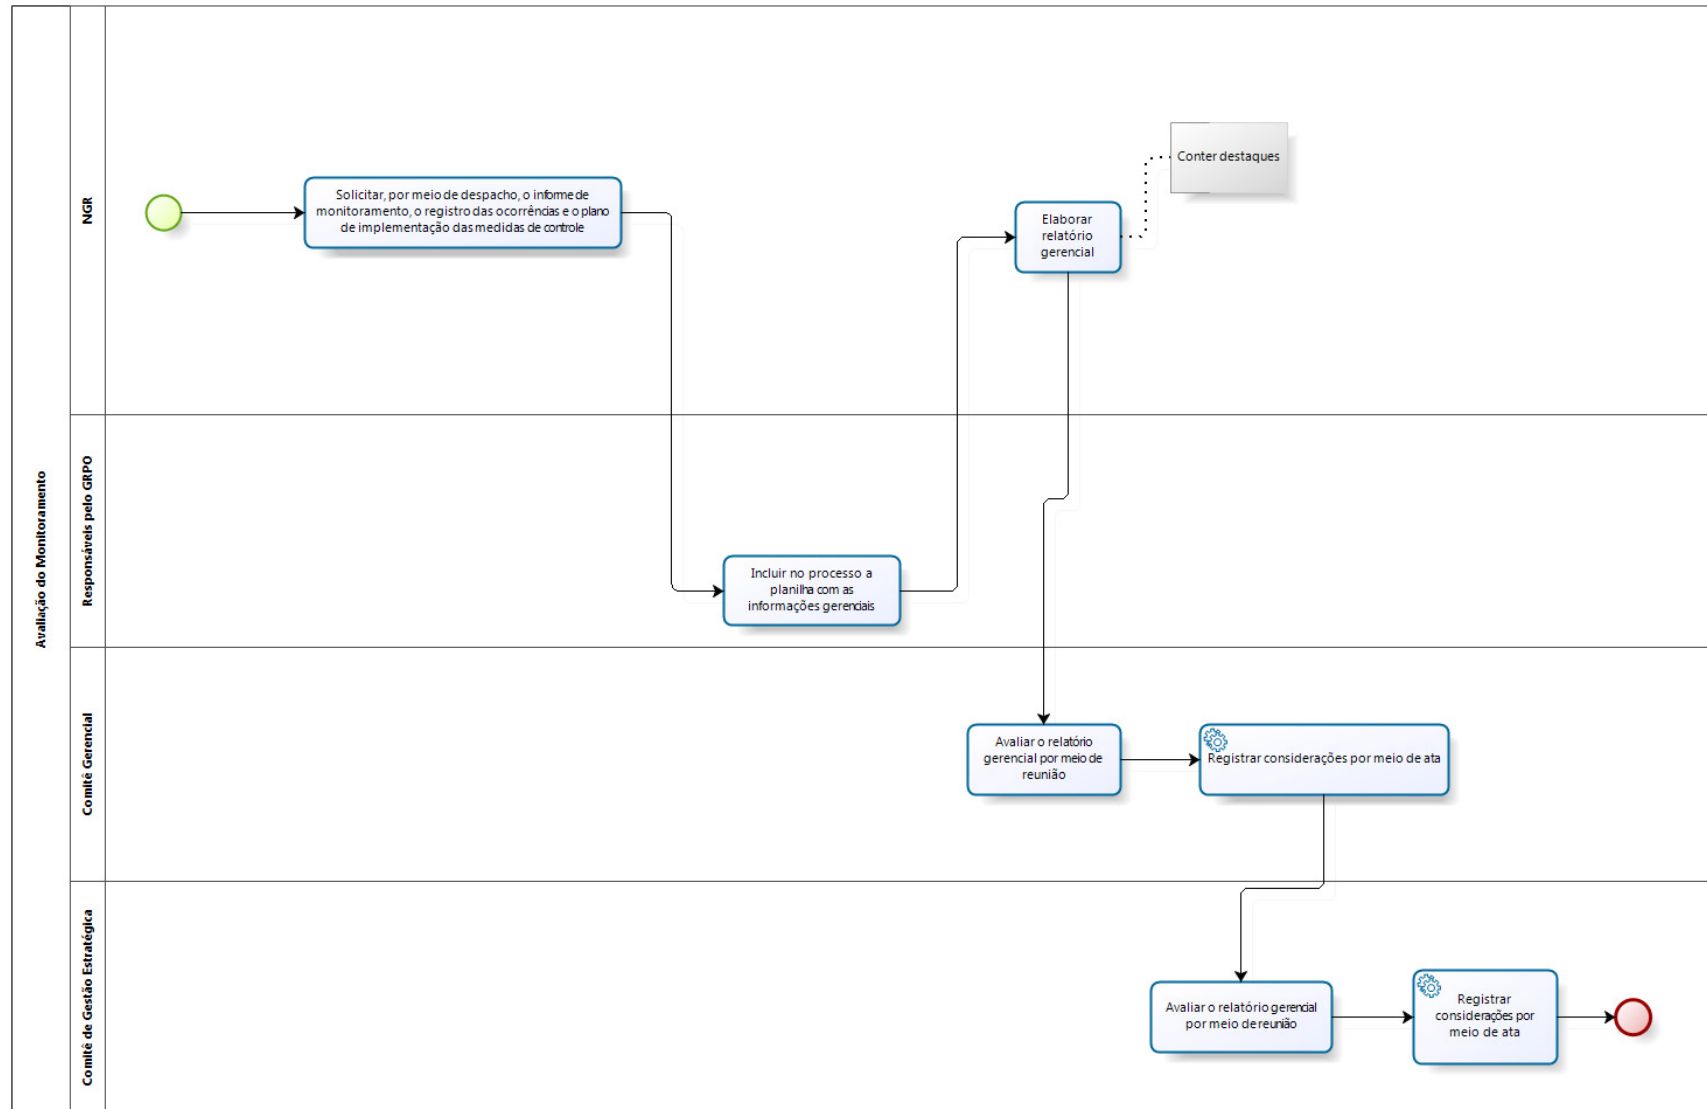 Avaliação do Monitoramento
NGR
Solicitar, por meio de despacho, o informe de
monitoramento, o registro das ocorrências e o plano
de implementação das medidas de controle
Elaborar
relatório
gerencial
Conter destaques
Responsáveis pelo GRPO
Incluir no processo a
planilha com as
informações gerenciais
Comitê Gerencial
Avaliar o relatório
gerencial por meio de
reunião
Registrar considerações por meio de ata
Comitê de Gestão Estratégica
Avaliar o relatório gerencial
por meio de reunião
Registrar
considerações por
meio de ata